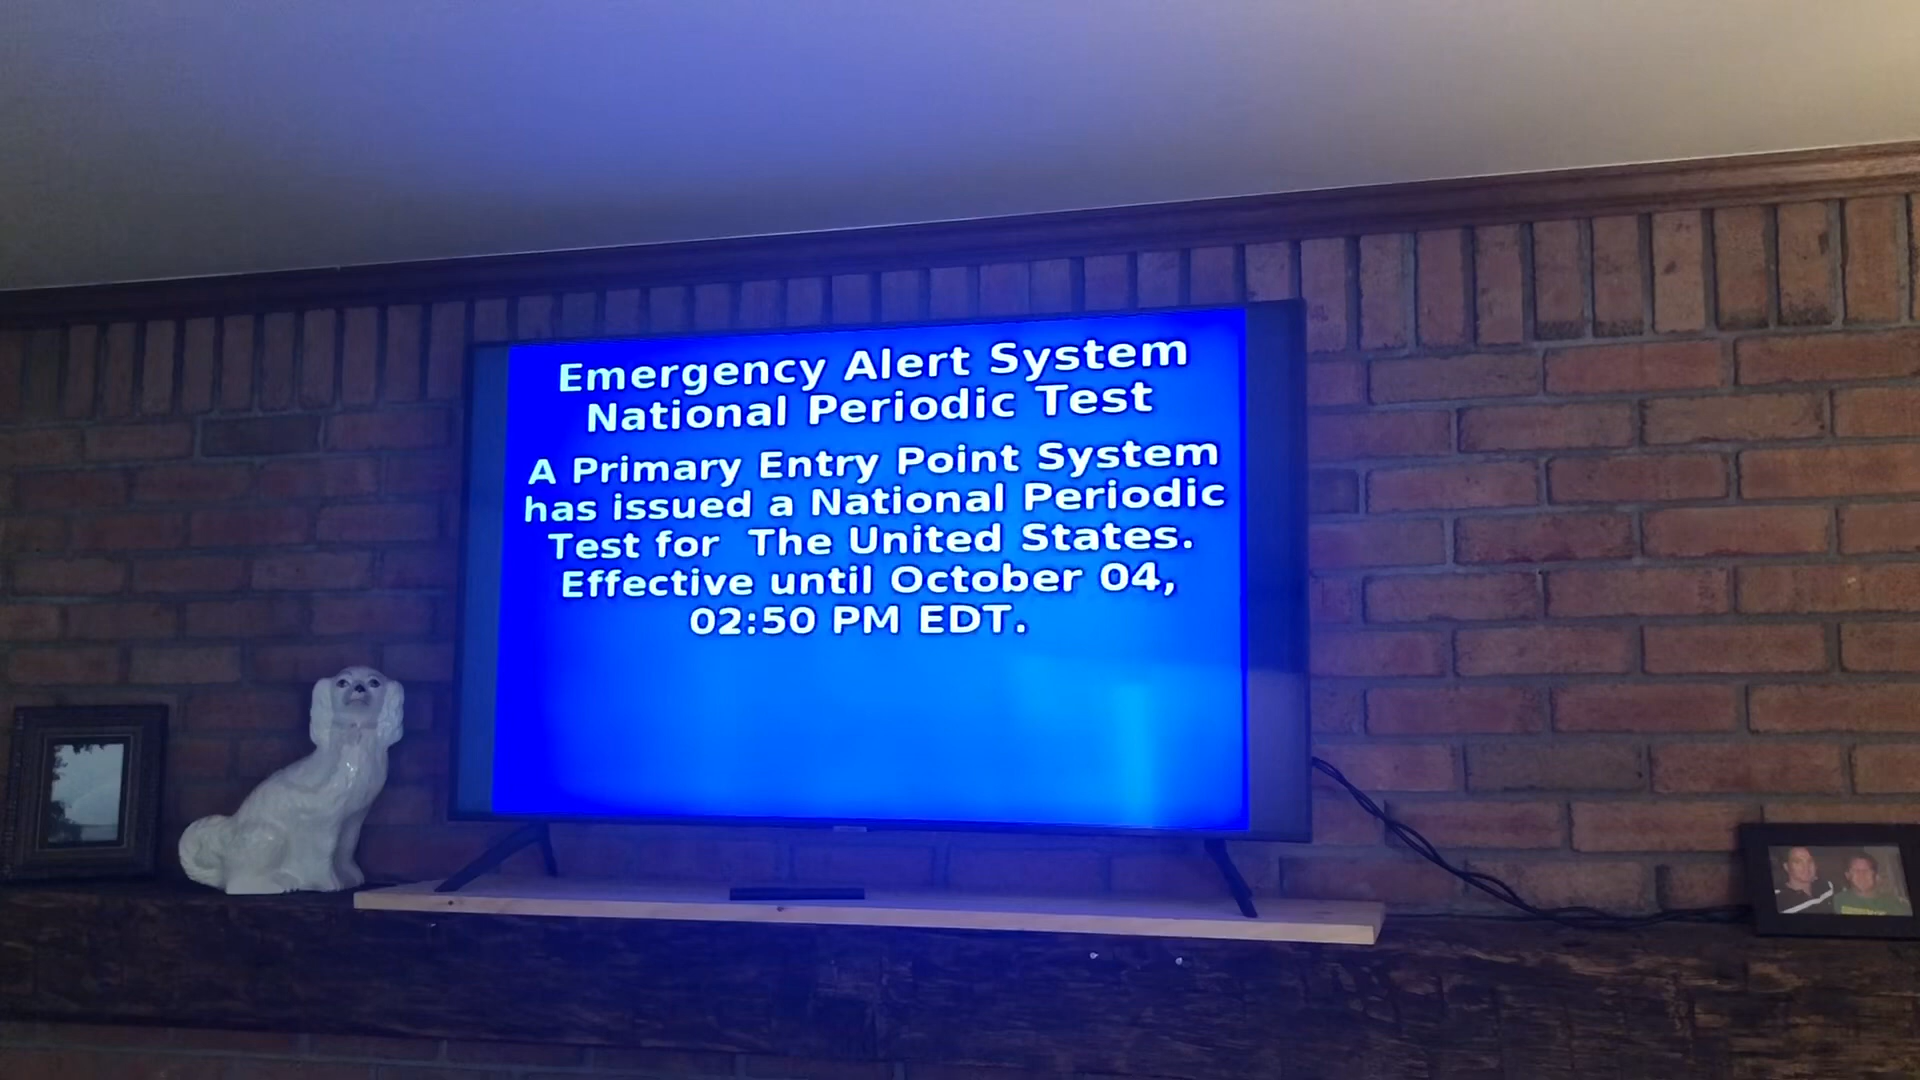 Emergency Alert System
National Periodic Test
A Primary Entry Point System
has issued a National Periodic
Test for  The United States.
Effective until October 04,
02:50 PM EDT.